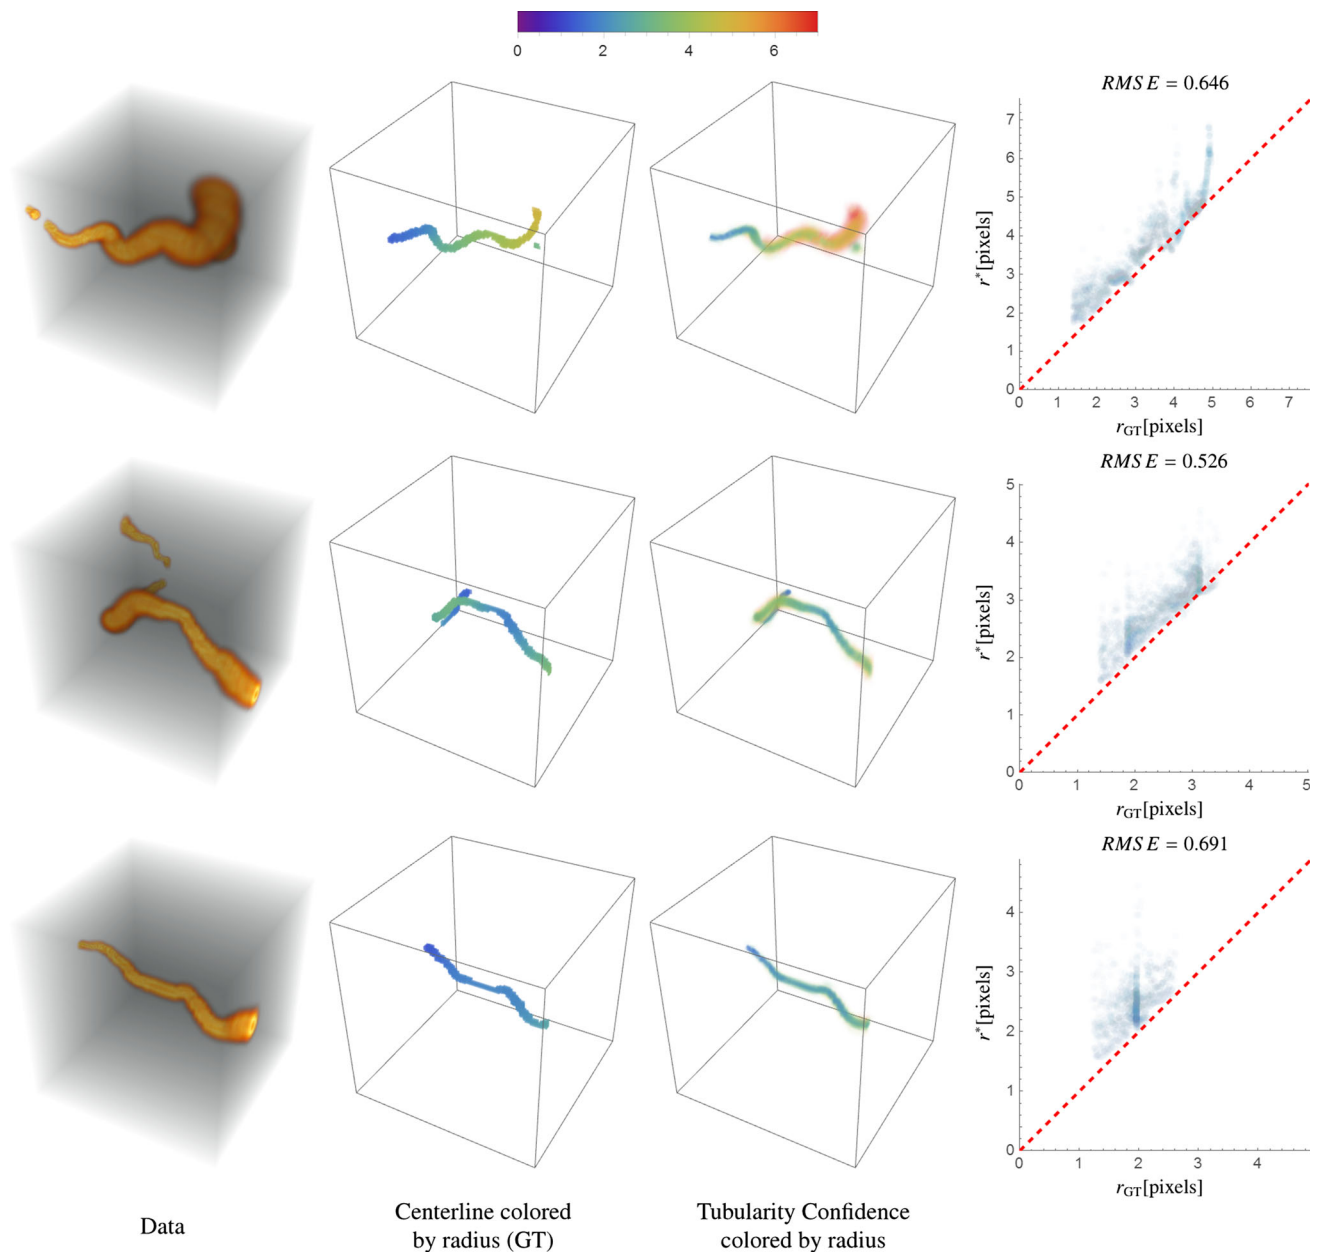 0 2 4 6
RMSE = 0.646
7
6
5
4
3
2
1
0
r*[pixels]
0 1 2 3 4 5 6 7
rGT[pixels]
RMSE = 0.526
5
4
3
2
1
0
r*[pixels]
0 1 2 3 4 5
rGT[pixels]
RMSE = 0.691
4
3
2
1
0
r*[pixels]
0 1 2 3 4
rGT[pixels]
Data
Centerline colored
by radius (GT)
Tubularity Confidence
colored by radius